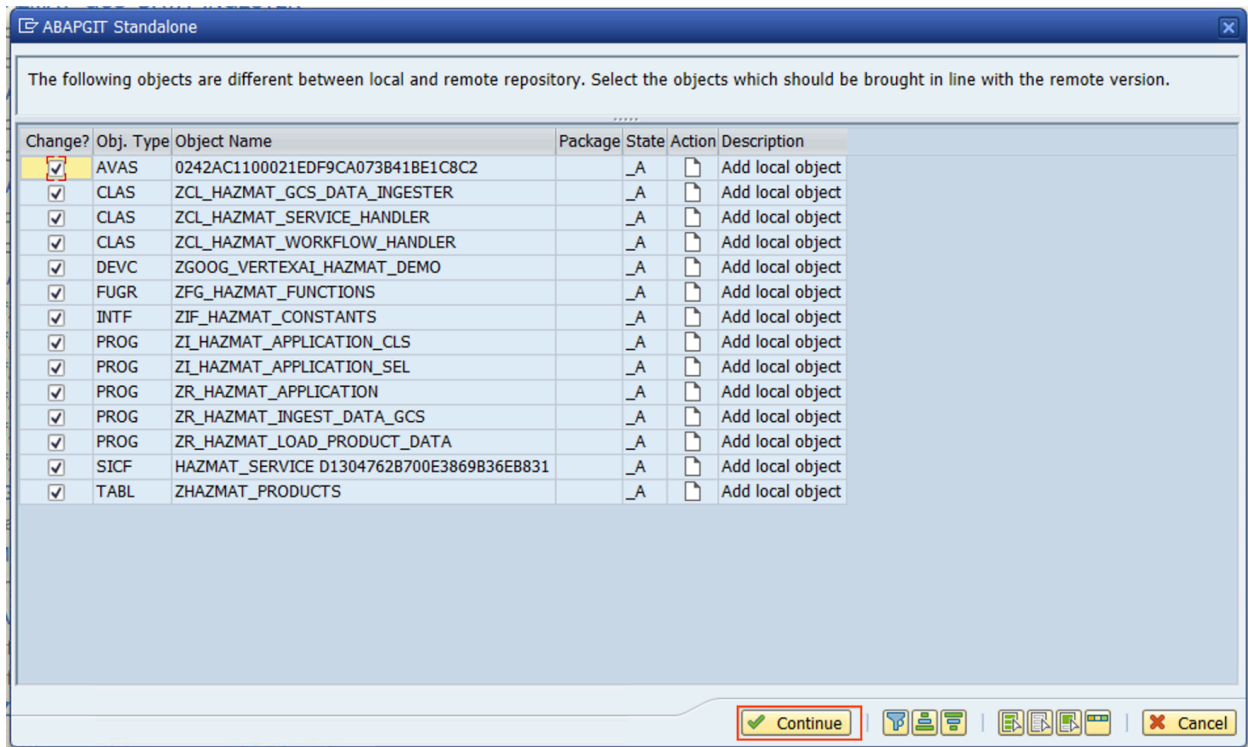 ABAPGIT Standalone
The following objects are different between local and remote repository. Select the objects which should be brought in line with the remote version.
Change? Obj. Type Object Name Package State Action Description
AVAS 0242AC1100021EDF9CA073B41BE1C8C2 _A Add local object
CLAS ZCL_HAZMAT_GCS_DATA_INGESTER _A Add local object
CLAS ZCL_HAZMAT_SERVICE_HANDLER _A Add local object
CLAS ZCL_HAZMAT_WORKFLOW_HANDLER _A Add local object
DEVC ZGOOG_VERTEXAI_HAZMAT_DEMO _A Add local object
FUGR ZFG_HAZMAT_FUNCTIONS _A Add local object
INTF ZIF_HAZMAT_CONSTANTS _A Add local object
PROG ZI_HAZMAT_APPLICATION_CLS _A Add local object
PROG ZI_HAZMAT_APPLICATION_SEL _A Add local object
PROG ZR_HAZMAT_APPLICATION _A Add local object
PROG ZR_HAZMAT_INGEST_DATA_GCS _A Add local object
PROG ZR_HAZMAT_LOAD_PRODUCT_DATA _A Add local object
SICF HAZMAT_SERVICE D1304762B700E3869B36EB831 _A Add local object
TABL ZHAZMAT_PRODUCTS _A Add local object
Continue Cancel